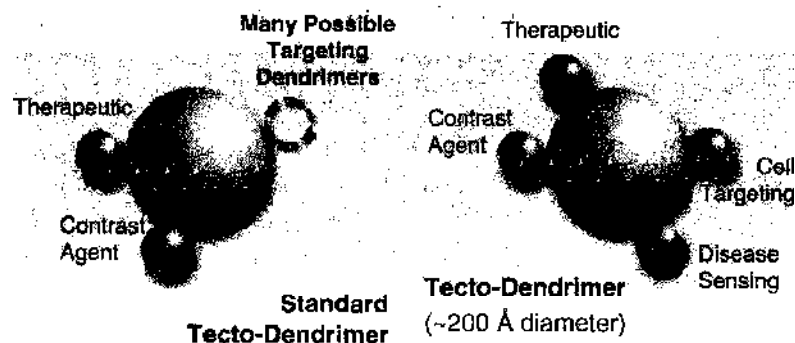 Many Possible
Targeting
Dendrimers
Therapeutic
Contrast
Agent
Standard
Tecto-Dendrimer
Therapeutic
Contrast
Agent
Cell
Targeting
Disease
Sensing
Tecto-Dendrimer
(~200 Å diameter)